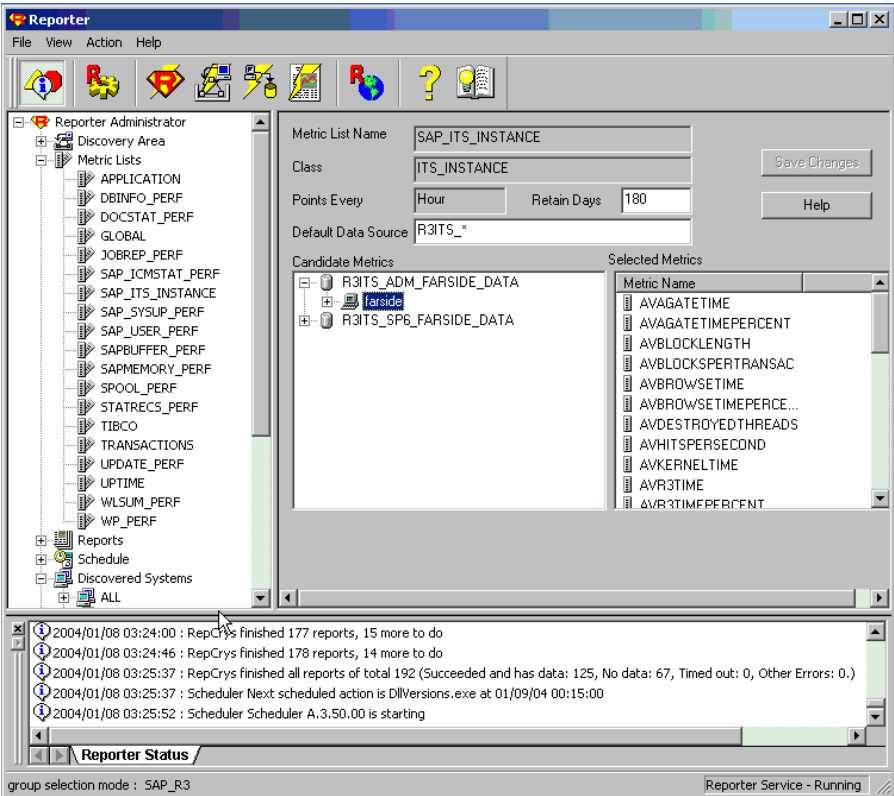 Reporter
File View Action Help
Reporter Administrator
Discovery Area
Metric Lists
APPLICATION
DBINFO_PERF
DOCSTAT_PERF
GLOBAL
JOBREP_PERF
SAP_ICMSTAT_PERF
SAP_ITS_INSTANCE
SAP_SYSUP_PERF
SAP_USER_PERF
SAPBUFFER_PERF
SAPMEMORY_PERF
SPOOL_PERF
STATRECS_PERF
TIBCO
TRANSACTIONS
UPDATE_PERF
UPTIME
WLSUM_PERF
WP_PERF
Reports
Schedule
Discovered Systems
ALL
Metric List Name SAP_ITS_INSTANCE
Class ITS_INSTANCE
Save Changes
Points Every Hour Retain Days 180
Help
Default Data Source R3ITS_*
Candidate Metrics
R3ITS_ADM_FARSIDE_DATA
farside
R3ITS_SP6_FARSIDE_DATA
Selected Metrics
Metric Name
AVAGATETIME
AVAGATETIMEPERCENT
AVBLOCKLENGTH
AVBLOCKSPERTRANSAC
AVBROWSETIME
AVBROWSETIMEPERCE...
AVDESTROYEDTHREADS
AVHITSPERSECOND
AVKERNELTIME
AVR3TIME
AVR3TIMEPERCENT
2004/01/08 03:24:00 : RepCrys finished 177 reports, 15 more to do
2004/01/08 03:24:46 : RepCrys finished 178 reports, 14 more to do
2004/01/08 03:25:37 : RepCrys finished all reports of total 192 (Succeeded and has data: 125, No data: 67, Timed out: 0, Other Errors: 0.)
2004/01/08 03:25:37 : Scheduler Next scheduled action is DllVersions.exe at 01/09/04 00:15:00
2004/01/08 03:25:52 : Scheduler Scheduler A.3.50.00 is starting
Reporter Status
group selection mode : SAP_R3
Reporter Service - Running